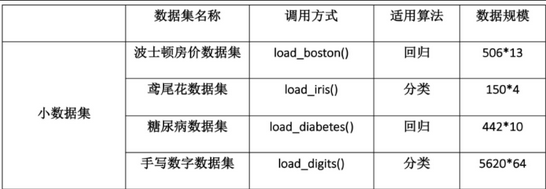 数据集名称 调用方式 适用算法 数据规模
小数据集
波士顿房价数据集 load_boston() 回归 506*13
鸢尾花数据集 load_iris() 分类 150*4
糖尿病数据集 load_diabetes() 回归 442*10
手写数字数据集 load_digits() 分类 5620*64